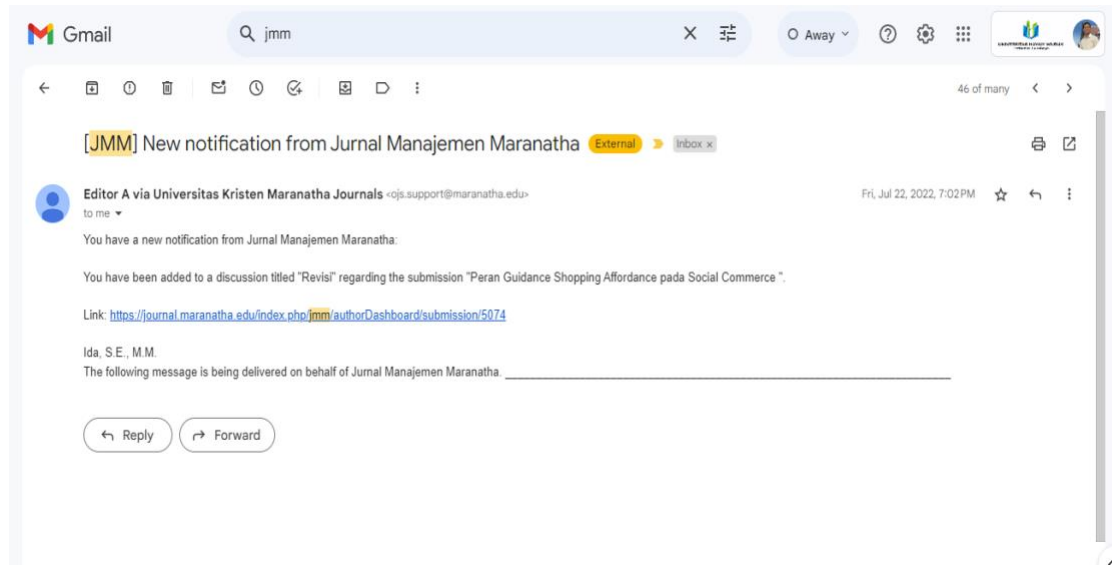 Gmail
jmm
Away
46 of many
[JMM] New notification from Jurnal Manajemen Maranatha External Inbox x
Editor A via Universitas Kristen Maranatha Journals <ojs.support@maranatha.edu>
Fri, Jul 22, 2022, 7:02 PM
to me
You have a new notification from Jurnal Manajemen Maranatha:
You have been added to a discussion titled "Revisi" regarding the submission "Peran Guidance Shopping Affordance pada Social Commerce ".
Link: https://journal.maranatha.edu/index.php/jmm/authorDashboard/submission/5074
Ida, S.E., M.M.
The following message is being delivered on behalf of Jurnal Manajemen Maranatha. ________________________________________________________________________
Reply
Forward